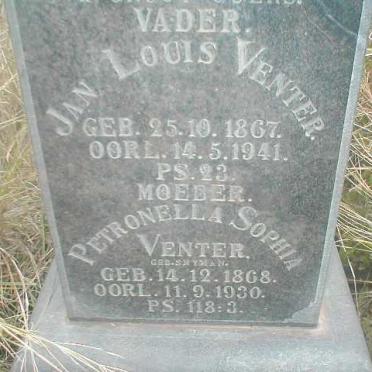 VADER.
JAN LOUIS VENTER.
GEB. 25.10.1867.
OORL. 14.5.1941.
PS. 23.
MOEDER.
PETRONELLA SOPHIA
VENTER.
GEB. SNYMAN.
GEB. 14.12.1868.
OORL. 11.9.1930.
PS. 118:3.